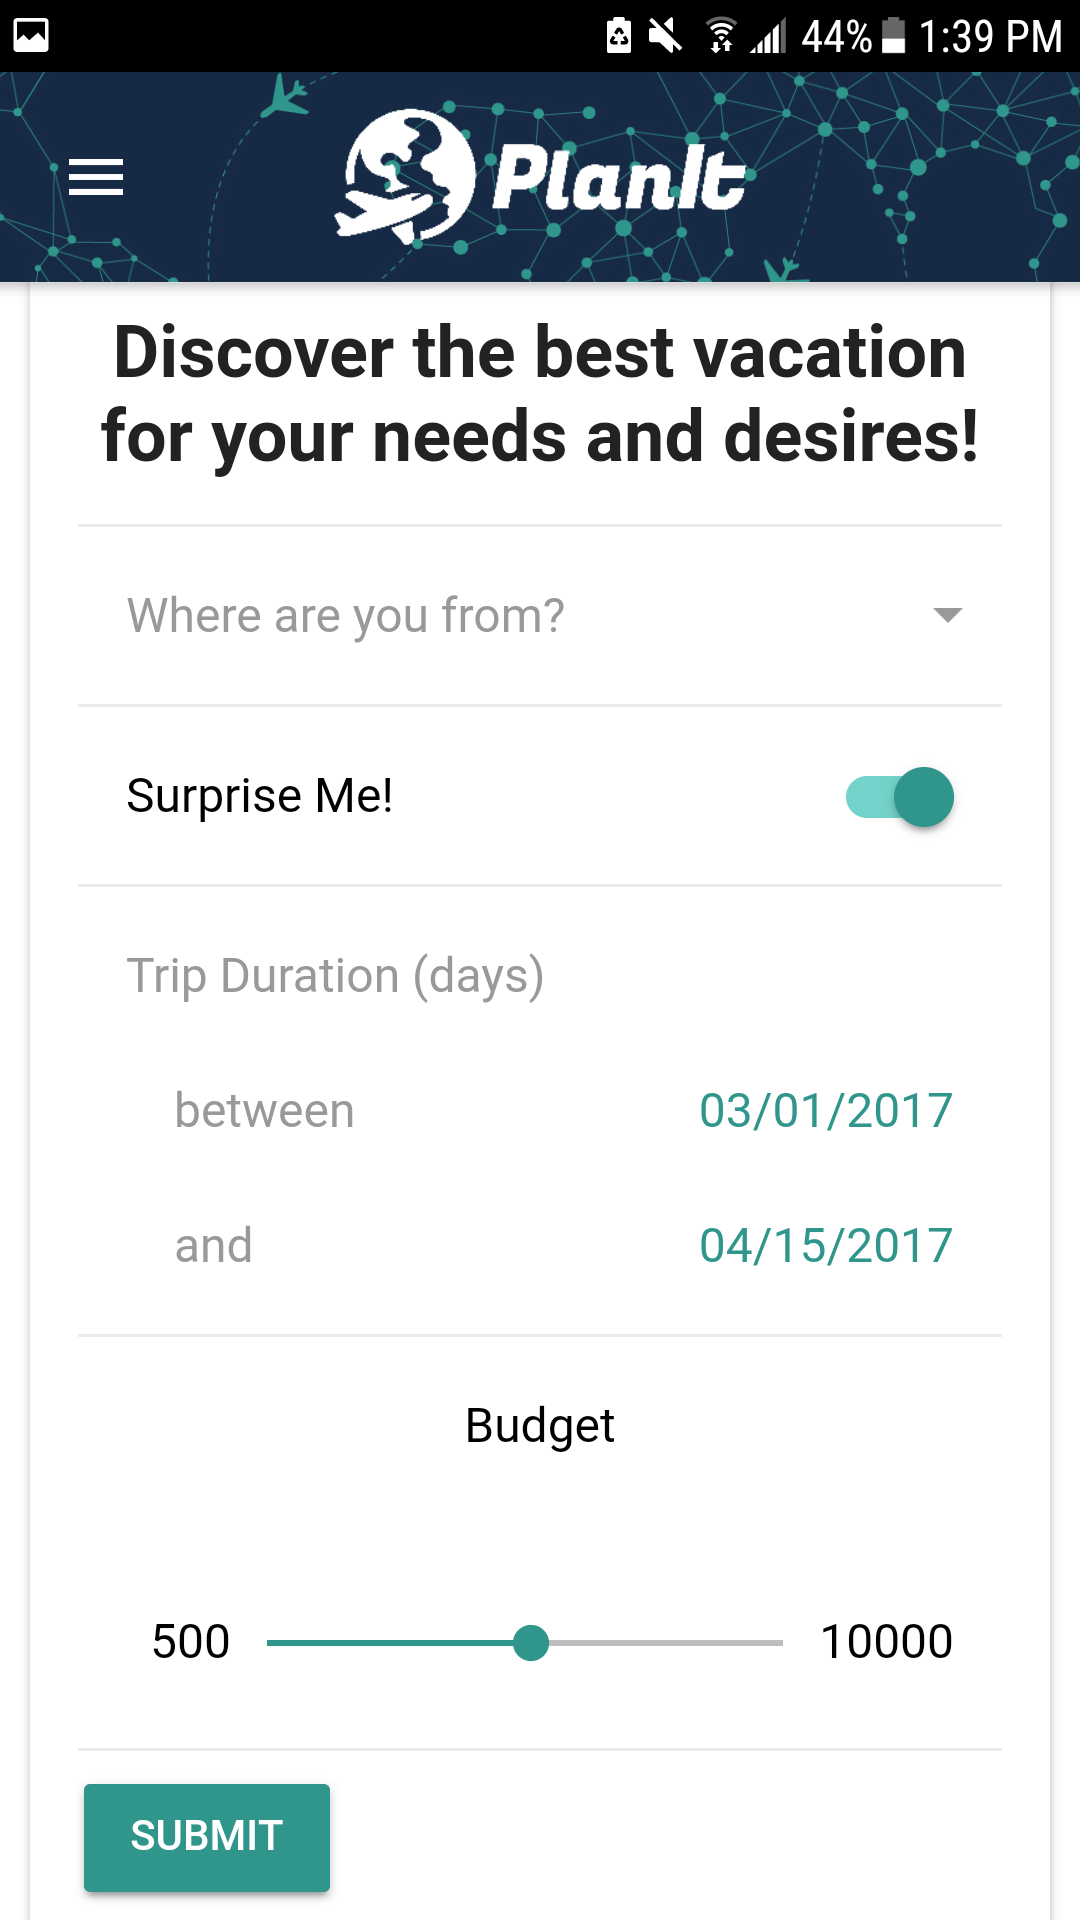 44% 1:39 PM
PlanIt
Discover the best vacation
for your needs and desires!
Where are you from?
Surprise Me!
Trip Duration (days)
between 03/01/2017
and 04/15/2017
Budget
500 10000
SUBMIT